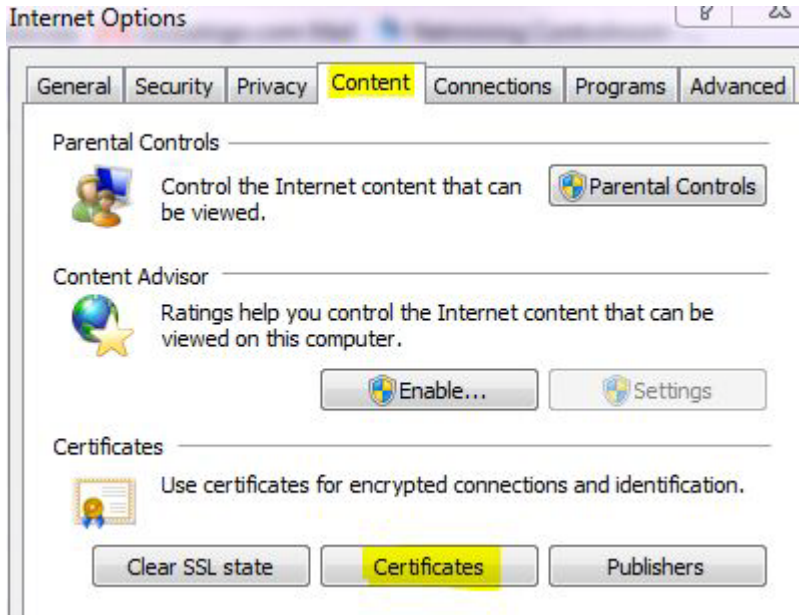 Internet Options
General Security Privacy Content Connections Programs Advanced
Parental Controls
Control the Internet content that can
be viewed.
Parental Controls
Content Advisor
Ratings help you control the Internet content that can be
viewed on this computer.
Enable... Settings
Certificates
Use certificates for encrypted connections and identification.
Clear SSL state Certificates Publishers